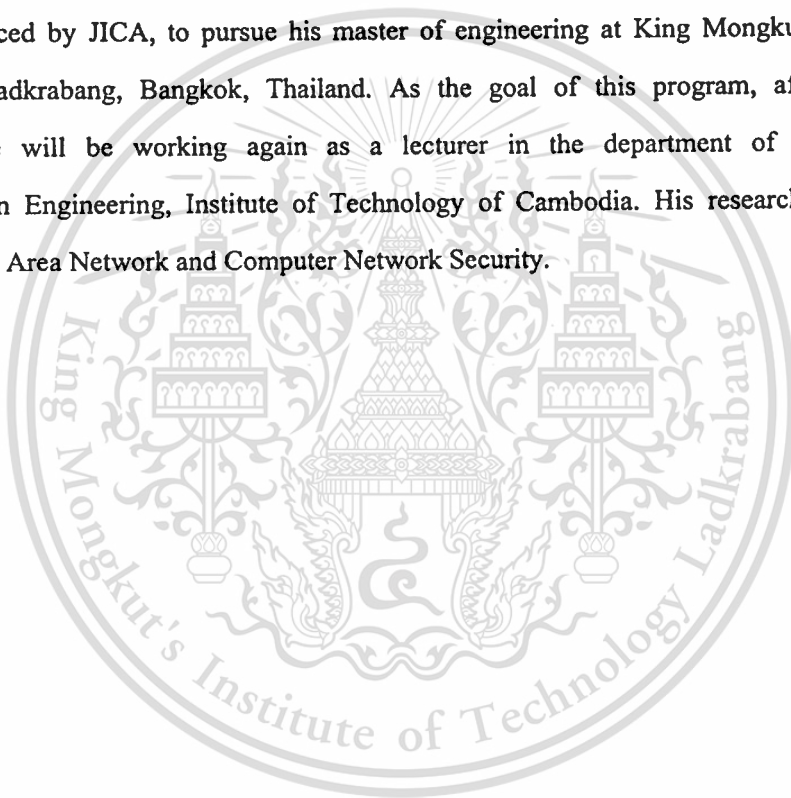 ced by JICA, to pursue his master of engineering at King Mongku
adkrabang, Bangkok, Thailand. As the goal of this program, af
will be working again as a lecturer in the department of
n Engineering, Institute of Technology of Cambodia. His research
Area Network and Computer Network Security.
King Mongkut's Institute of Technology Ladkrabang